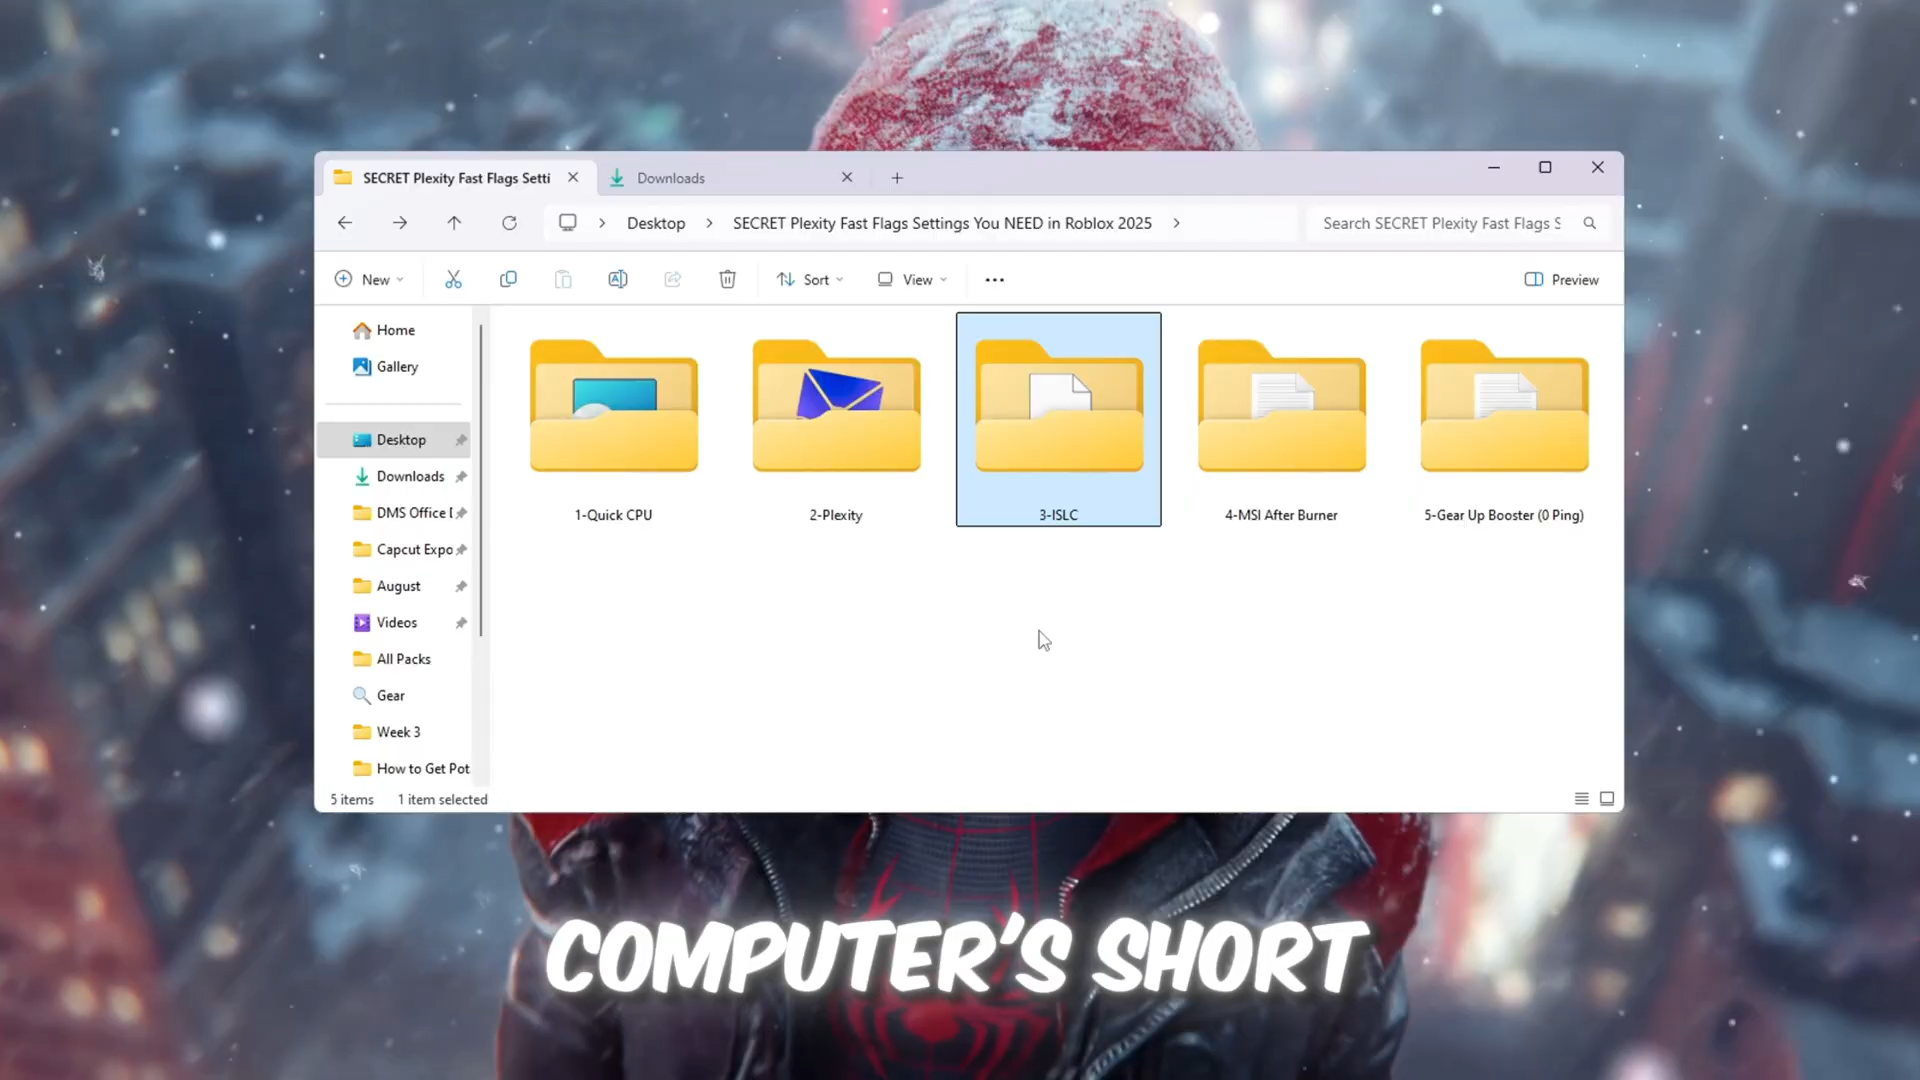 SECRET Plexity Fast Flags Setti
Downloads
Desktop
SECRET Plexity Fast Flags Settings You NEED in Roblox 2025
Search SECRET Plexity Fast Flags S
New
Sort
View
Preview
Home
Gallery
Desktop
Downloads
DMS Office [
Capcut Expo
August
Videos
All Packs
Gear
Week 3
How to Get Pot
1-Quick CPU
2-Plexity
3-ISLC
4-MSI After Burner
5-Gear Up Booster (0 Ping)
5 items
1 item selected
COMPUTER'S SHORT